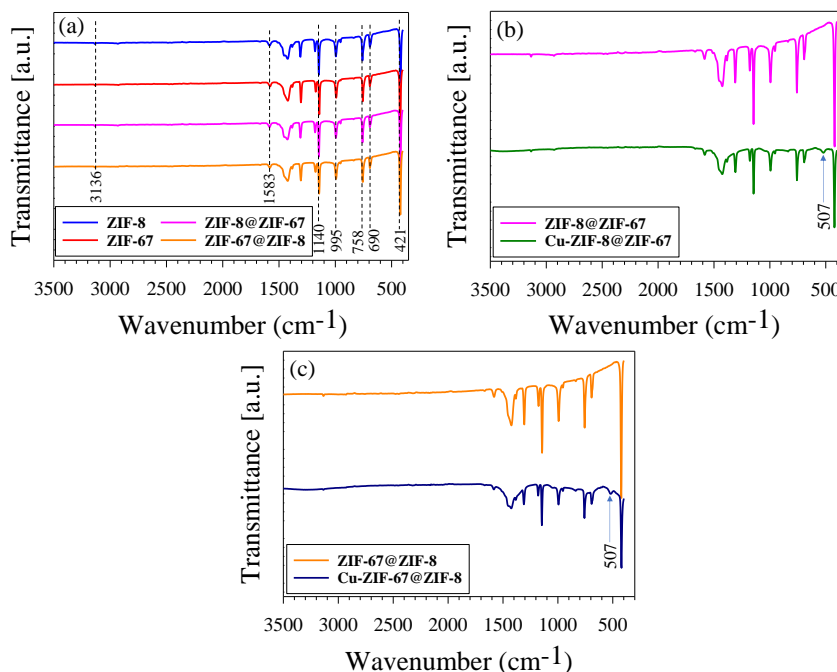 (a)
Transmittance [a.u.]
3136
1583
1140
995
758
690
421
ZIF-8
ZIF-8@ZIF-67
ZIF-67
ZIF-67@ZIF-8
3500 3000 2500 2000 1500 1000 500
Wavenumber (cm-1)
(b)
Transmittance [a.u.]
507
ZIF-8@ZIF-67
Cu-ZIF-8@ZIF-67
3500 3000 2500 2000 1500 1000 500
Wavenumber (cm-1)
(c)
Transmittance [a.u.]
507
ZIF-67@ZIF-8
Cu-ZIF-67@ZIF-8
3500 3000 2500 2000 1500 1000 500
Wavenumber (cm-1)